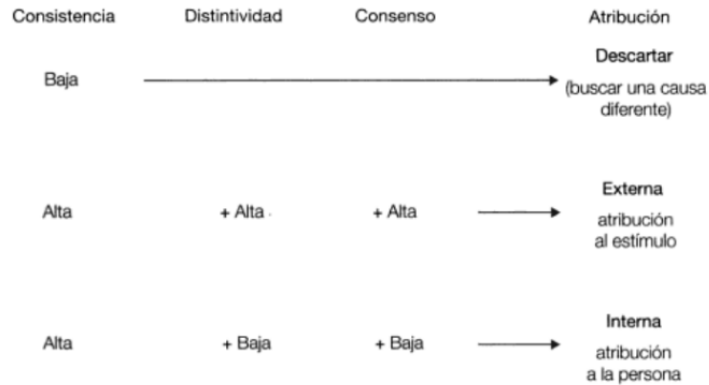 Consistencia Distintividad Consenso Atribución
Descartar
Baja (buscar una causa
diferente)
Externa
Alta + Alta + Alta atribución
al estímulo
Interna
Alta + Baja + Baja atribución
a la persona